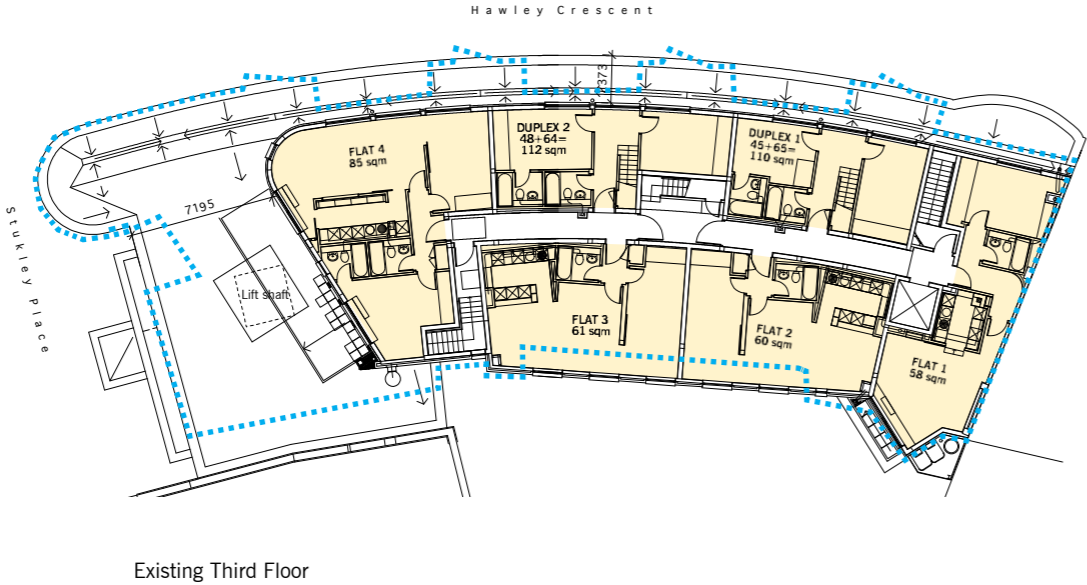 Hawley Crescent
2373
DUPLEX 2
48+64=
112 sqm
DUPLEX 1
45+65=
110 sqm
FLAT 4
85 sqm
7195
Stukley Place
Lift shaft
FLAT 3
61 sqm
FLAT 2
60 sqm
FLAT 1
58 sqm
Existing Third Floor